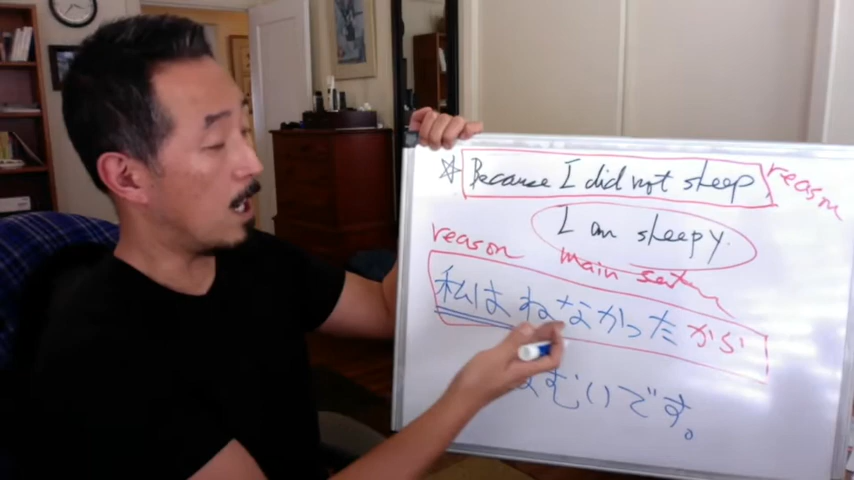 ☆ Because I did not sleep, reason
I am sleepy.
reason
main
私は ねなかった から
むいです。